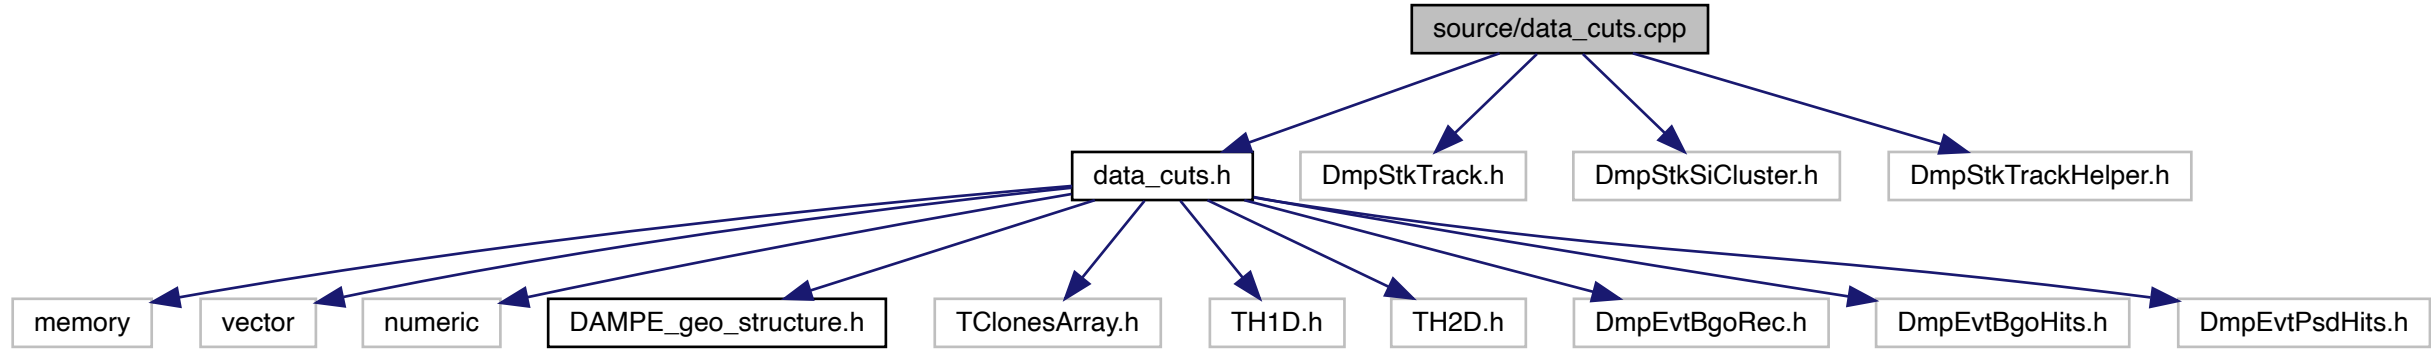 source/data_cuts.cpp
data_cuts.h
DmpStkTrack.h
DmpStkSiCluster.h
DmpStkTrackHelper.h
memory
vector
numeric
DAMPE_geo_structure.h
TClonesArray.h
TH1D.h
TH2D.h
DmpEvtBgoRec.h
DmpEvtBgoHits.h
DmpEvtPsdHits.h